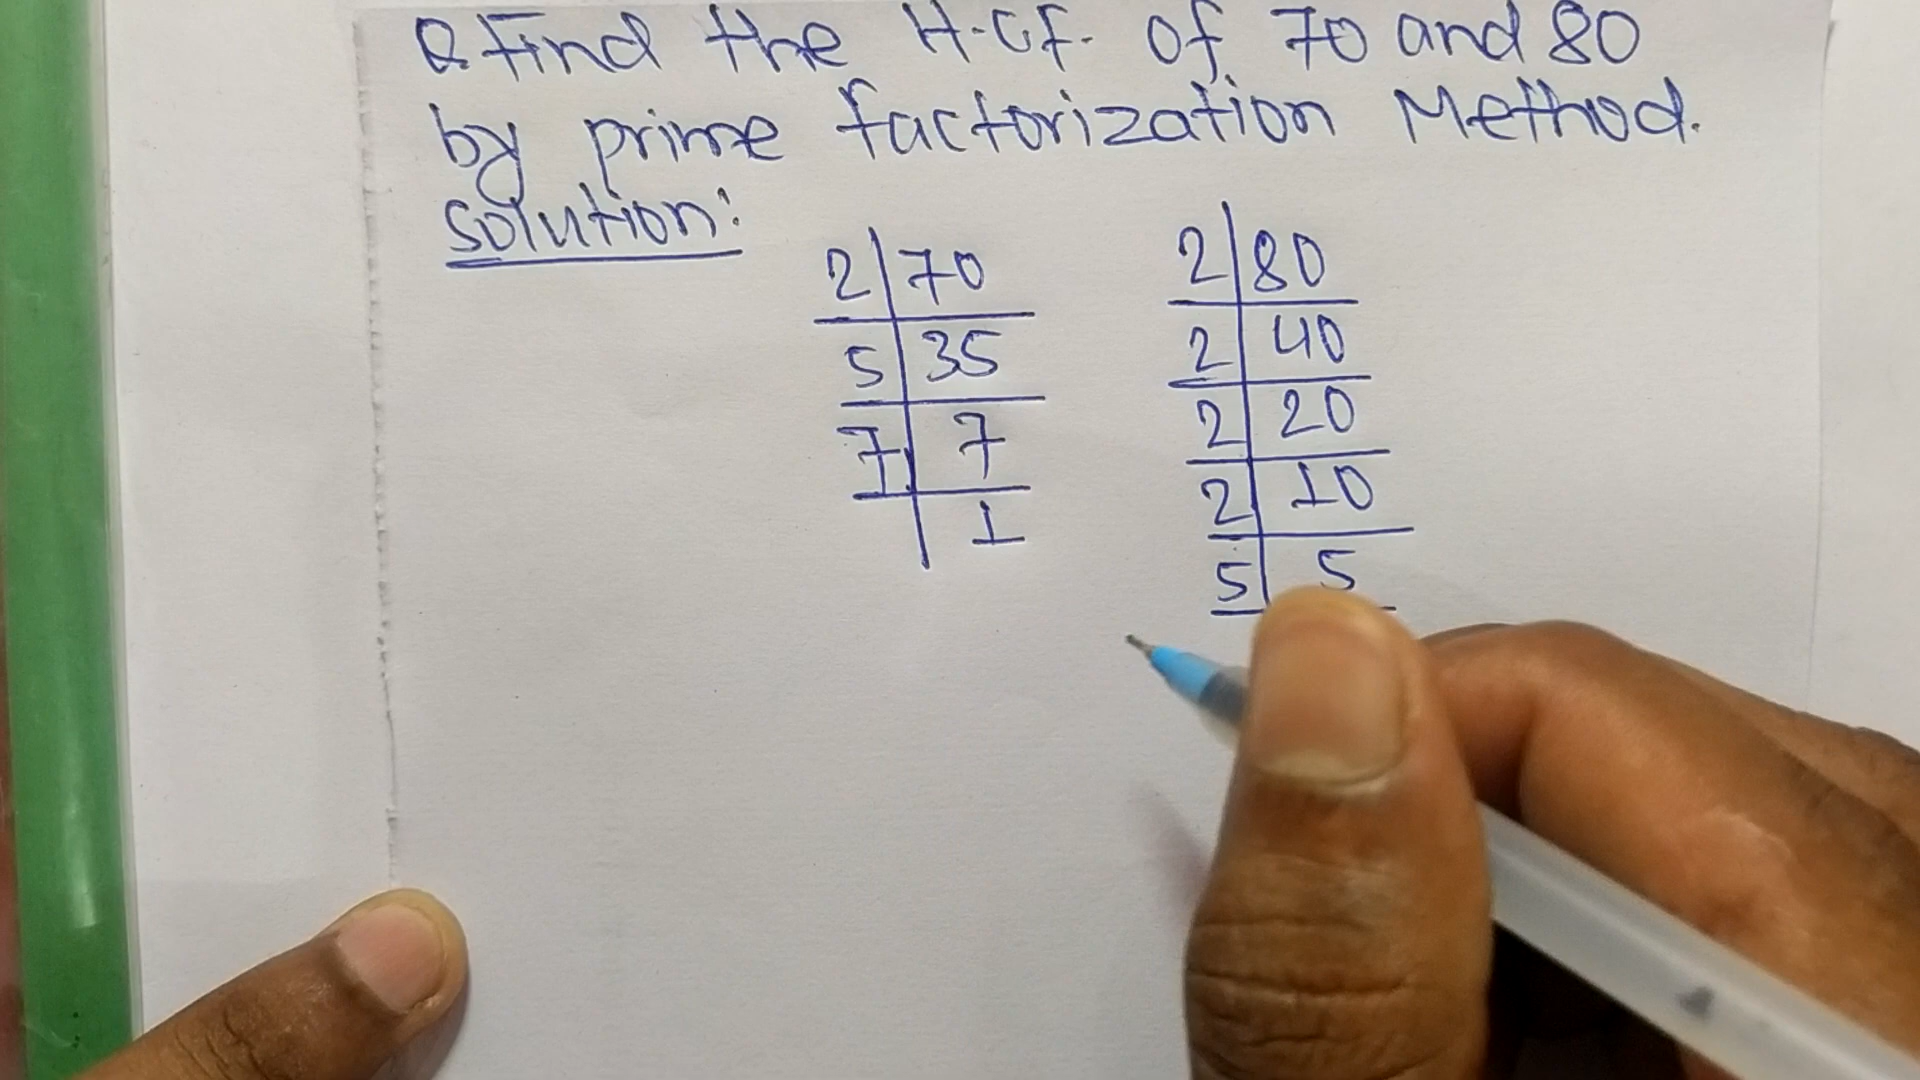 Q. Find the H.C.F. of 70 and 80
by prime factorization Method.
Solution:
2 | 70
5 | 35
7 | 7
1
2 | 80
2 | 40
2 | 20
2 | 10
5 | 5